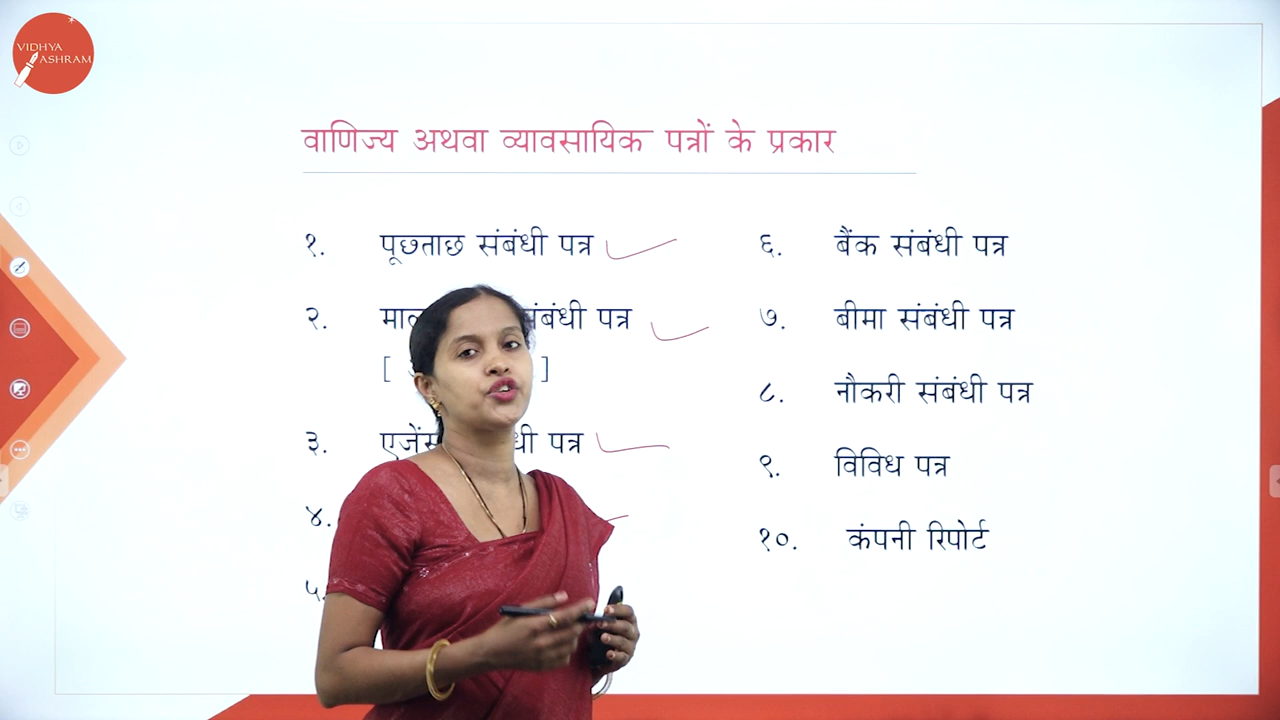 VIDHYA
ASHRAM
वाणिज्य अथवा व्यावसायिक पत्रों के प्रकार
१. पूछताछ संबंधी पत्र
२. संबंधी पत्र
[ ]
३. पत्र
४.
५.
६. बैंक संबंधी पत्र
७. बीमा संबंधी पत्र
८. नौकरी संबंधी पत्र
९. विविध पत्र
१०. कंपनी रिपोर्ट